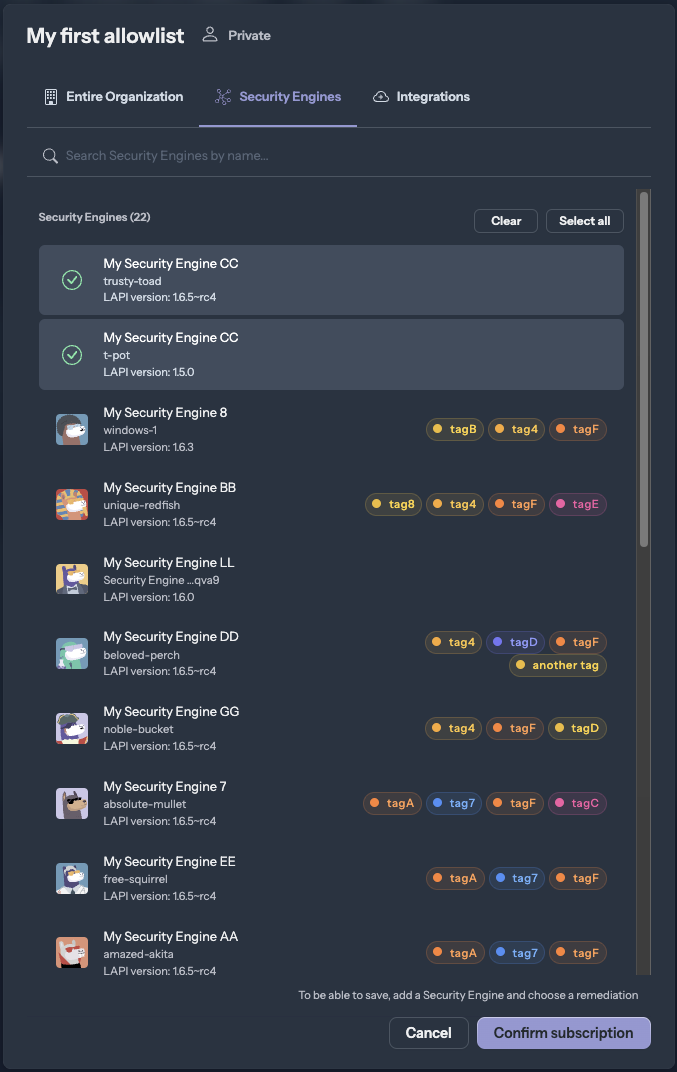 My first allowlist Private
Entire Organization Security Engines Integrations
Search Security Engines by name...
Security Engines (22) Clear Select all
My Security Engine CC
trusty-toad
LAPI version: 1.6.5~rc4
My Security Engine CC
t-pot
LAPI version: 1.5.0
My Security Engine 8
windows-1
LAPI version: 1.6.3
tagB tag4 tagF
My Security Engine BB
unique-redfish
LAPI version: 1.6.5~rc4
tag8 tag4 tagF tagE
My Security Engine LL
Security Engine ...qva9
LAPI version: 1.6.0
My Security Engine DD
beloved-perch
LAPI version: 1.6.5~rc4
tag4 tagD tagF
another tag
My Security Engine GG
noble-bucket
LAPI version: 1.6.5~rc4
tag4 tagF tagD
My Security Engine 7
absolute-mullet
LAPI version: 1.6.5~rc4
tagA tag7 tagF tagC
My Security Engine EE
free-squirrel
LAPI version: 1.6.5~rc4
tagA tag7 tagF
My Security Engine AA
amazed-akita
LAPI version: 1.6.5~rc4
tagA tag7 tagF
To be able to save, add a Security Engine and choose a remediation
Cancel Confirm subscription